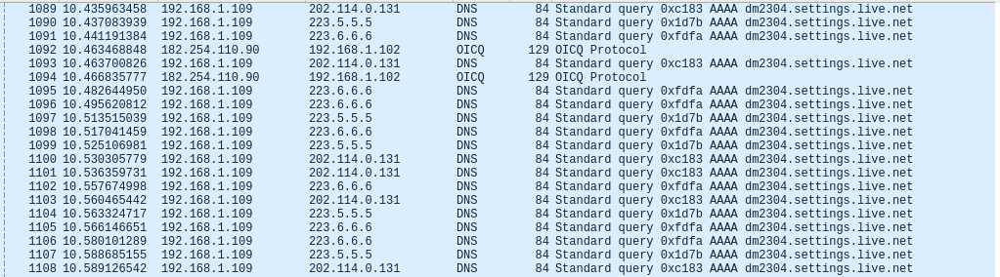 1089 10.435963458 192.168.1.109 202.114.0.131 DNS 84 Standard query 0xc183 AAAA dm2304.settings.live.net
1090 10.437083939 192.168.1.109 223.5.5.5 DNS 84 Standard query 0x1d7b AAAA dm2304.settings.live.net
1091 10.441191384 192.168.1.109 223.6.6.6 DNS 84 Standard query 0xfdfa AAAA dm2304.settings.live.net
1092 10.463468848 182.254.110.90 192.168.1.102 OICQ 129 OICQ Protocol
1093 10.463700826 192.168.1.109 202.114.0.131 DNS 84 Standard query 0xc183 AAAA dm2304.settings.live.net
1094 10.466835777 182.254.110.90 192.168.1.102 OICQ 129 OICQ Protocol
1095 10.482644950 192.168.1.109 223.6.6.6 DNS 84 Standard query 0xfdfa AAAA dm2304.settings.live.net
1096 10.495620812 192.168.1.109 223.6.6.6 DNS 84 Standard query 0xfdfa AAAA dm2304.settings.live.net
1097 10.513515039 192.168.1.109 223.5.5.5 DNS 84 Standard query 0x1d7b AAAA dm2304.settings.live.net
1098 10.517041459 192.168.1.109 223.6.6.6 DNS 84 Standard query 0xfdfa AAAA dm2304.settings.live.net
1099 10.525106981 192.168.1.109 223.5.5.5 DNS 84 Standard query 0x1d7b AAAA dm2304.settings.live.net
1100 10.530305779 192.168.1.109 202.114.0.131 DNS 84 Standard query 0xc183 AAAA dm2304.settings.live.net
1101 10.536359731 192.168.1.109 202.114.0.131 DNS 84 Standard query 0xc183 AAAA dm2304.settings.live.net
1102 10.557674998 192.168.1.109 223.6.6.6 DNS 84 Standard query 0xfdfa AAAA dm2304.settings.live.net
1103 10.560465442 192.168.1.109 202.114.0.131 DNS 84 Standard query 0xc183 AAAA dm2304.settings.live.net
1104 10.563324717 192.168.1.109 223.5.5.5 DNS 84 Standard query 0x1d7b AAAA dm2304.settings.live.net
1105 10.566146651 192.168.1.109 223.6.6.6 DNS 84 Standard query 0xfdfa AAAA dm2304.settings.live.net
1106 10.580101289 192.168.1.109 223.6.6.6 DNS 84 Standard query 0xfdfa AAAA dm2304.settings.live.net
1107 10.588685155 192.168.1.109 223.5.5.5 DNS 84 Standard query 0x1d7b AAAA dm2304.settings.live.net
1108 10.589126542 192.168.1.109 202.114.0.131 DNS 84 Standard query 0xc183 AAAA dm2304.settings.live.net